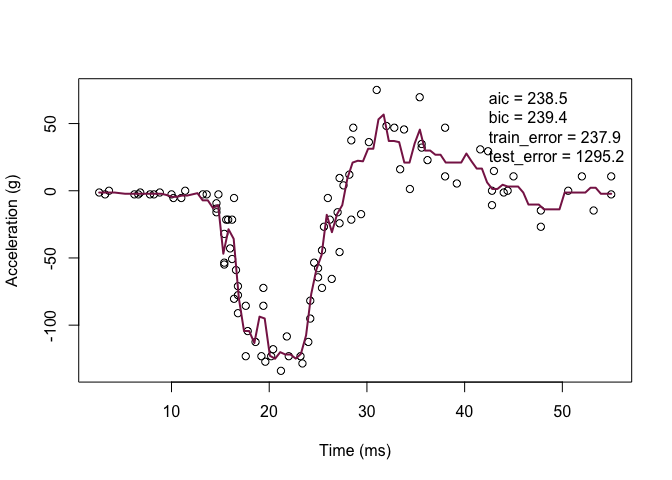 aic = 238.5
bic = 239.4
train_error = 237.9
test_error = 1295.2
50
0
-50
-100
Acceleration (g)
10 20 30 40 50
Time (ms)